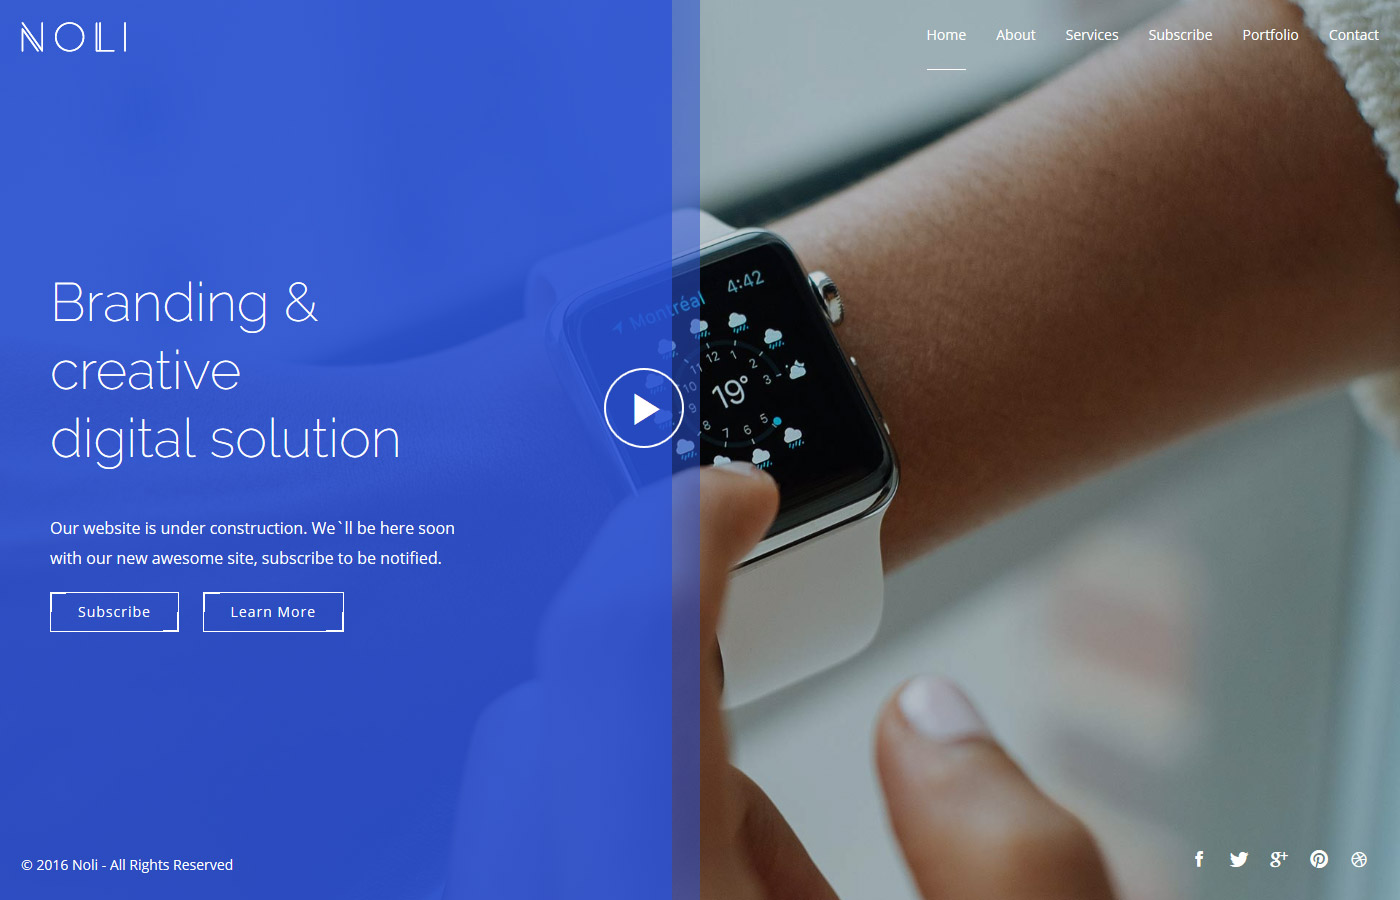 NOLI
Home About Services Subscribe Portfolio Contact
Montréal 4:42
12 1
11 2
10 3
19°
9
8 5
7 6
Branding &
creative
digital solution
Our website is under construction. We`ll be here soon
with our new awesome site, subscribe to be notified.
Subscribe Learn More
© 2016 Noli - All Rights Reserved
f g+